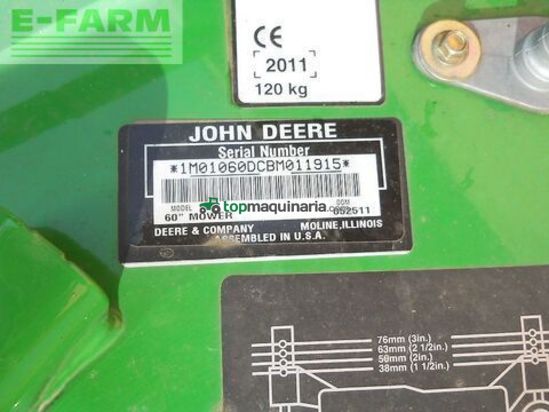 E-FARM
CE
2011
120 kg
JOHN DEERE
Serial Number
*1M01060DCBM011915*
MODEL
DOM
topmaquinaria.com
60" MOWER
052511
DEERE & COMPANY
MOLINE, ILLINOIS
ASSEMBLED IN U.S.A.
76mm (3in.)
63mm (2 1/2in.)
50mm (2in.)
38mm (1 1/2in.)